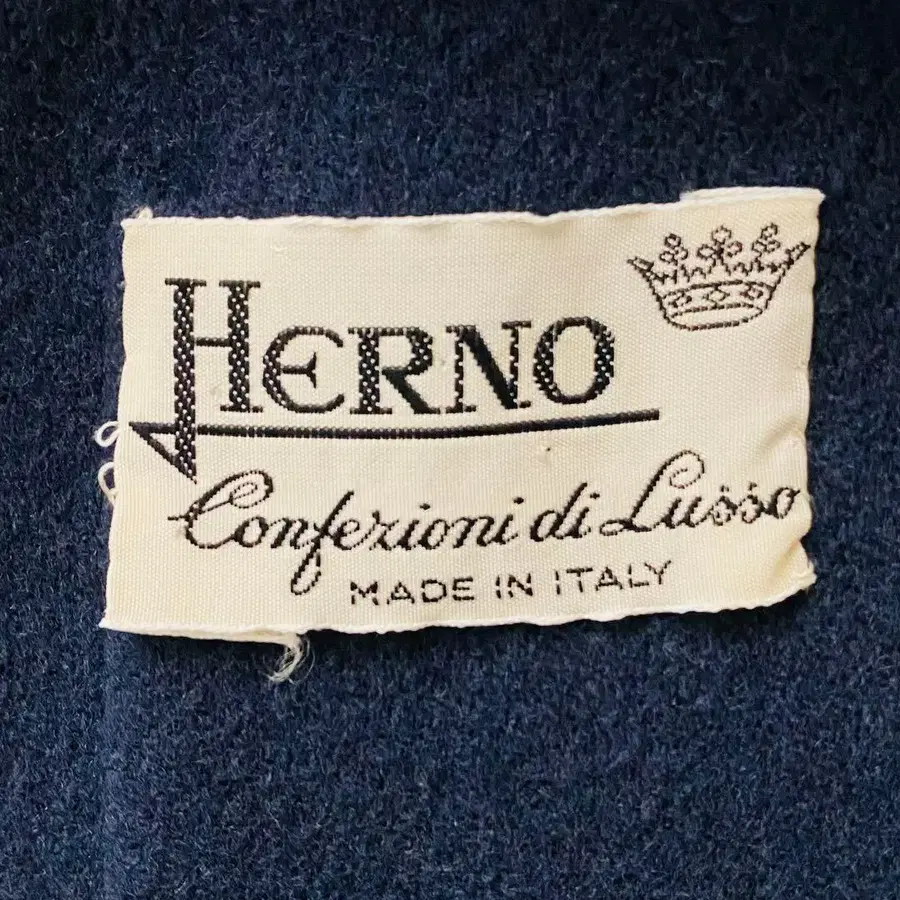 HERNO
Confezioni di Lusso
MADE IN ITALY